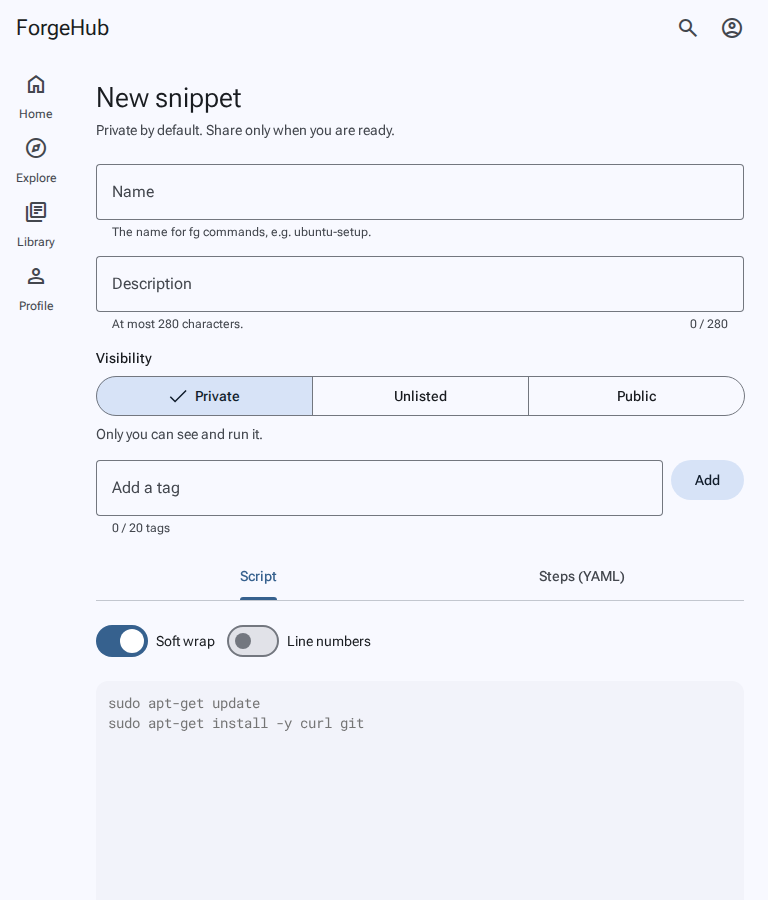 ForgeHub
Home
Explore
Library
Profile
New snippet
Private by default. Share only when you are ready.
Name
The name for fg commands, e.g. ubuntu-setup.
Description
At most 280 characters. 0 / 280
Visibility
Private Unlisted Public
Only you can see and run it.
Add a tag Add
0 / 20 tags
Script Steps (YAML)
Soft wrap Line numbers
sudo apt-get update
sudo apt-get install -y curl git